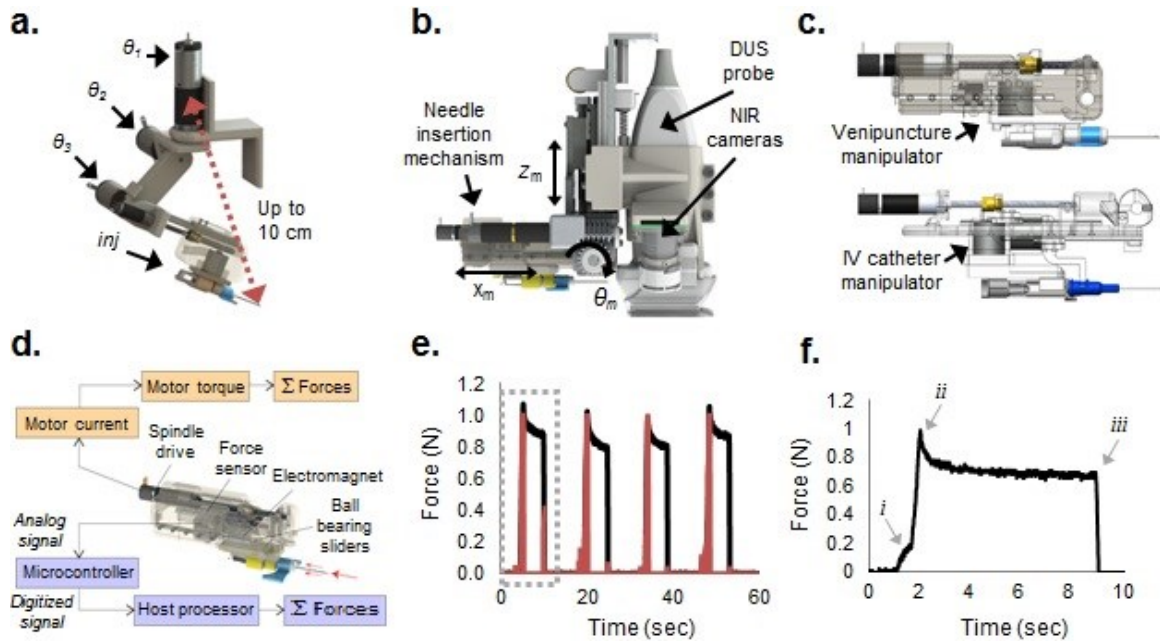 a.
θ1
θ2
θ3
inj
Up to
10 cm
b.
DUS
probe
NIR
cameras
Needle
insertion
mechanism
Zm
Xm
θm
c.
Venipuncture
manipulator
IV catheter
manipulator
d.
Motor torque
Σ Forces
Motor current
Spindle drive
Force
sensor
Electromagnet
Ball
bearing
sliders
Analog
signal
Microcontroller
Digitized
signal
Host processor
Σ Forces
e.
Force (N)
1.2
1.0
0.8
0.6
0.4
0.2
0.0
0 20 40 60
Time (sec)
f.
Force (N)
1.2
1
0.8
0.6
0.4
0.2
0
i
ii
iii
0 2 4 6 8 10
Time (sec)